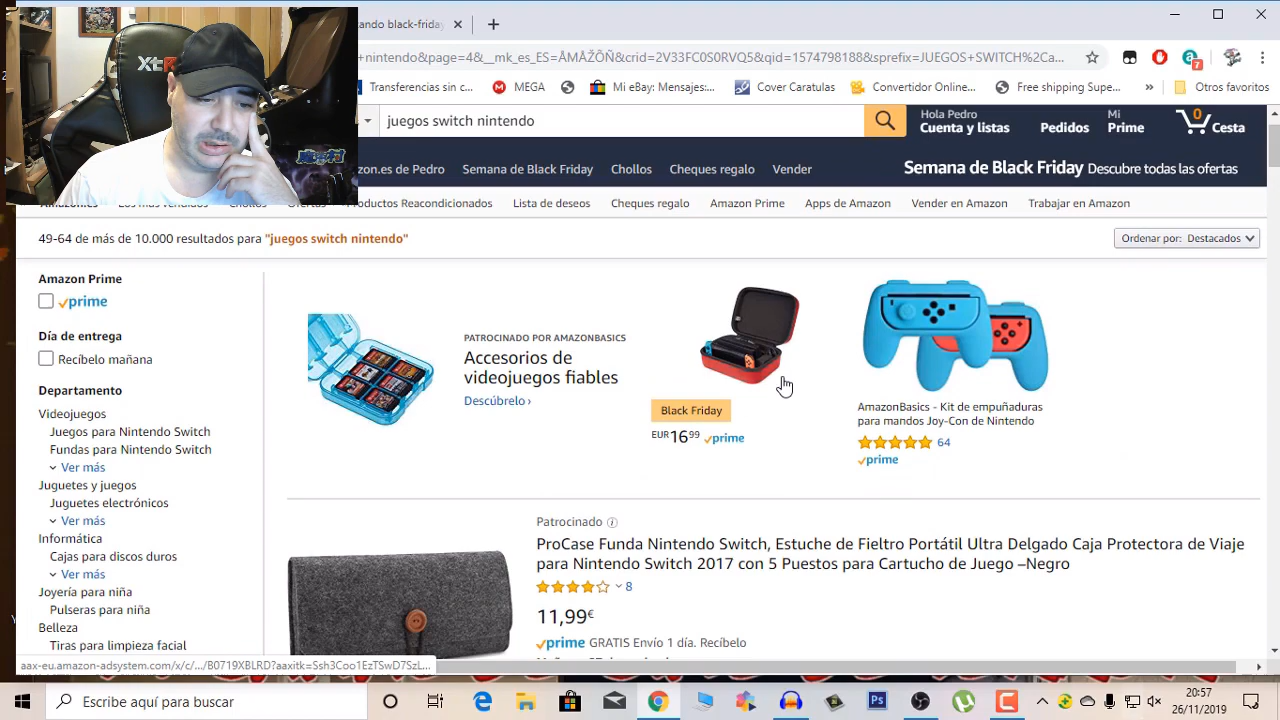 ando black-friday
+nintendo&page=4&__mk_es_ES=ÅMÅŽÕÑ&crid=2V33FC0S0RVQ5&qid=1574798188&sprefix=JUEGOS+SWITCH%2Ca...
7
Transferencias sin c...
MEGA
Mi eBay: Mensajes:...
Cover Caratulas
Convertidor Online...
Free shipping Supe...
»
Otros favoritos
juegos switch nintendo
Hola Pedro
Cuenta y listas
Pedidos
Mi
Prime
0
Cesta
zon.es de Pedro
Semana de Black Friday
Chollos
Cheques regalo
Vender
Semana de Black Friday Descubre todas las ofertas
Productos Reacondicionados
Lista de deseos
Cheques regalo
Amazon Prime
Apps de Amazon
Vender en Amazon
Trabajar en Amazon
49-64 de más de 10.000 resultados para "juegos switch nintendo"
Ordenar por: Destacados
Amazon Prime
prime
Día de entrega
Recíbelo mañana
Departamento
Videojuegos
Juegos para Nintendo Switch
Fundas para Nintendo Switch
Ver más
Juguetes y juegos
Juguetes electrónicos
Ver más
Informática
Cajas para discos duros
Ver más
Joyería para niña
Pulseras para niña
Belleza
Tiras para limpieza facial
PATROCINADO POR AMAZONBASICS
Accesorios de
videojuegos fiables
Descúbrelo ›
Black Friday
EUR16 99 prime
AmazonBasics - Kit de empuñaduras
para mandos Joy-Con de Nintendo
64
prime
Patrocinado
ProCase Funda Nintendo Switch, Estuche de Fieltro Portátil Ultra Delgado Caja Protectora de Viaje
para Nintendo Switch 2017 con 5 Puestos para Cartucho de Juego –Negro
8
11,99€
prime GRATIS Envío 1 día. Recíbelo
aax-eu.amazon-adsystem.com/x/c/.../B0719XBLRD?aaxitk=Ssh3Coo1EzTSwD7SzL...
Escribe aquí para buscar
20:57
26/11/2019